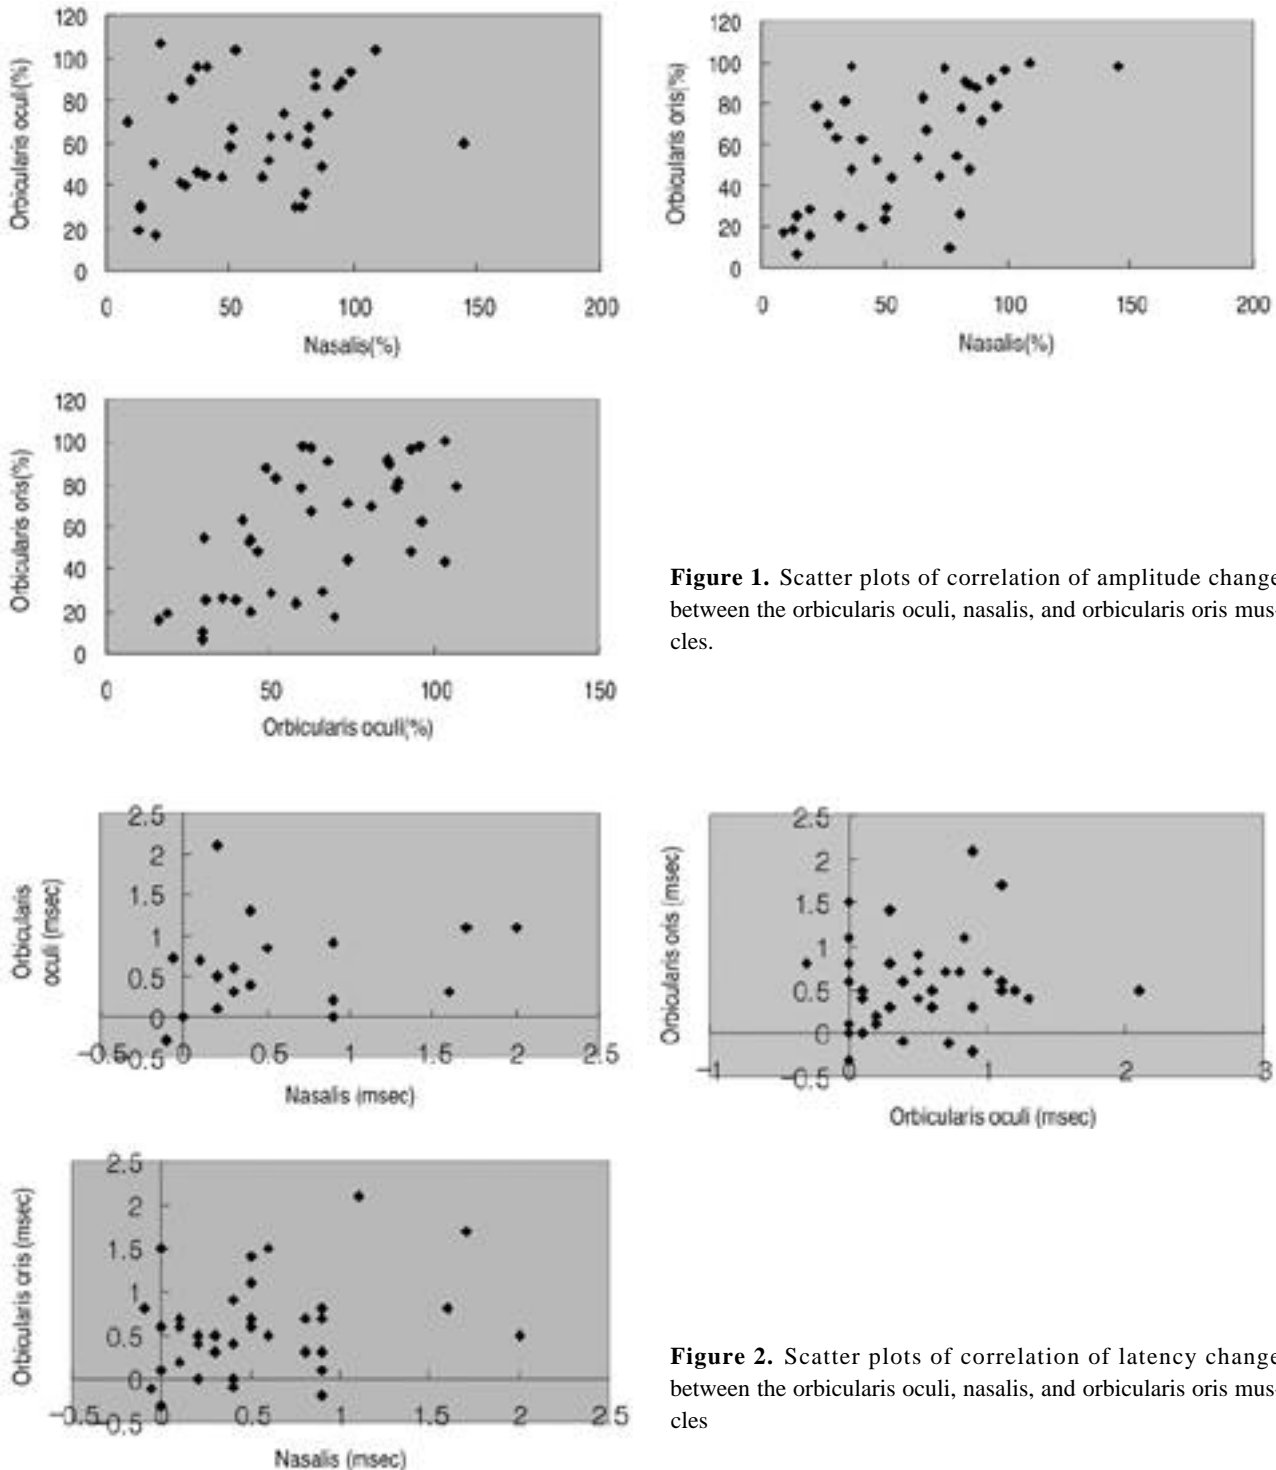 120
100
80
60
40
20
0
Orbicularis oculi(%)
0 50 100 150 200
Nasalis(%)
120
100
80
60
40
20
0
Orbicularis oris(%)
0 50 100 150 200
Nasalis(%)
120
100
80
60
40
20
0
Orbicularis oris(%)
0 50 100 150
Orbicularis oculi(%)
Figure 1. Scatter plots of correlation of amplitude change
between the orbicularis oculi, nasalis, and orbicularis oris mus-
cles.
2.5
2
1.5
1
0.5
0
-0.5
Orbicularis
oculi (msec)
-0.5 0 0.5 1 1.5 2 2.5
Nasalis (msec)
2.5
2
1.5
1
0.5
0
-0.5
Orbicularis oris (msec)
-1 0 1 2 3
Orbicularis oculi (msec)
2.5
2
1.5
1
0.5
0
-0.5
Orbicularis oris (msec)
-0.5 0 0.5 1 1.5 2 2.5
Nasalis (msec)
Figure 2. Scatter plots of correlation of latency change
between the orbicularis oculi, nasalis, and orbicularis oris mus-
cles